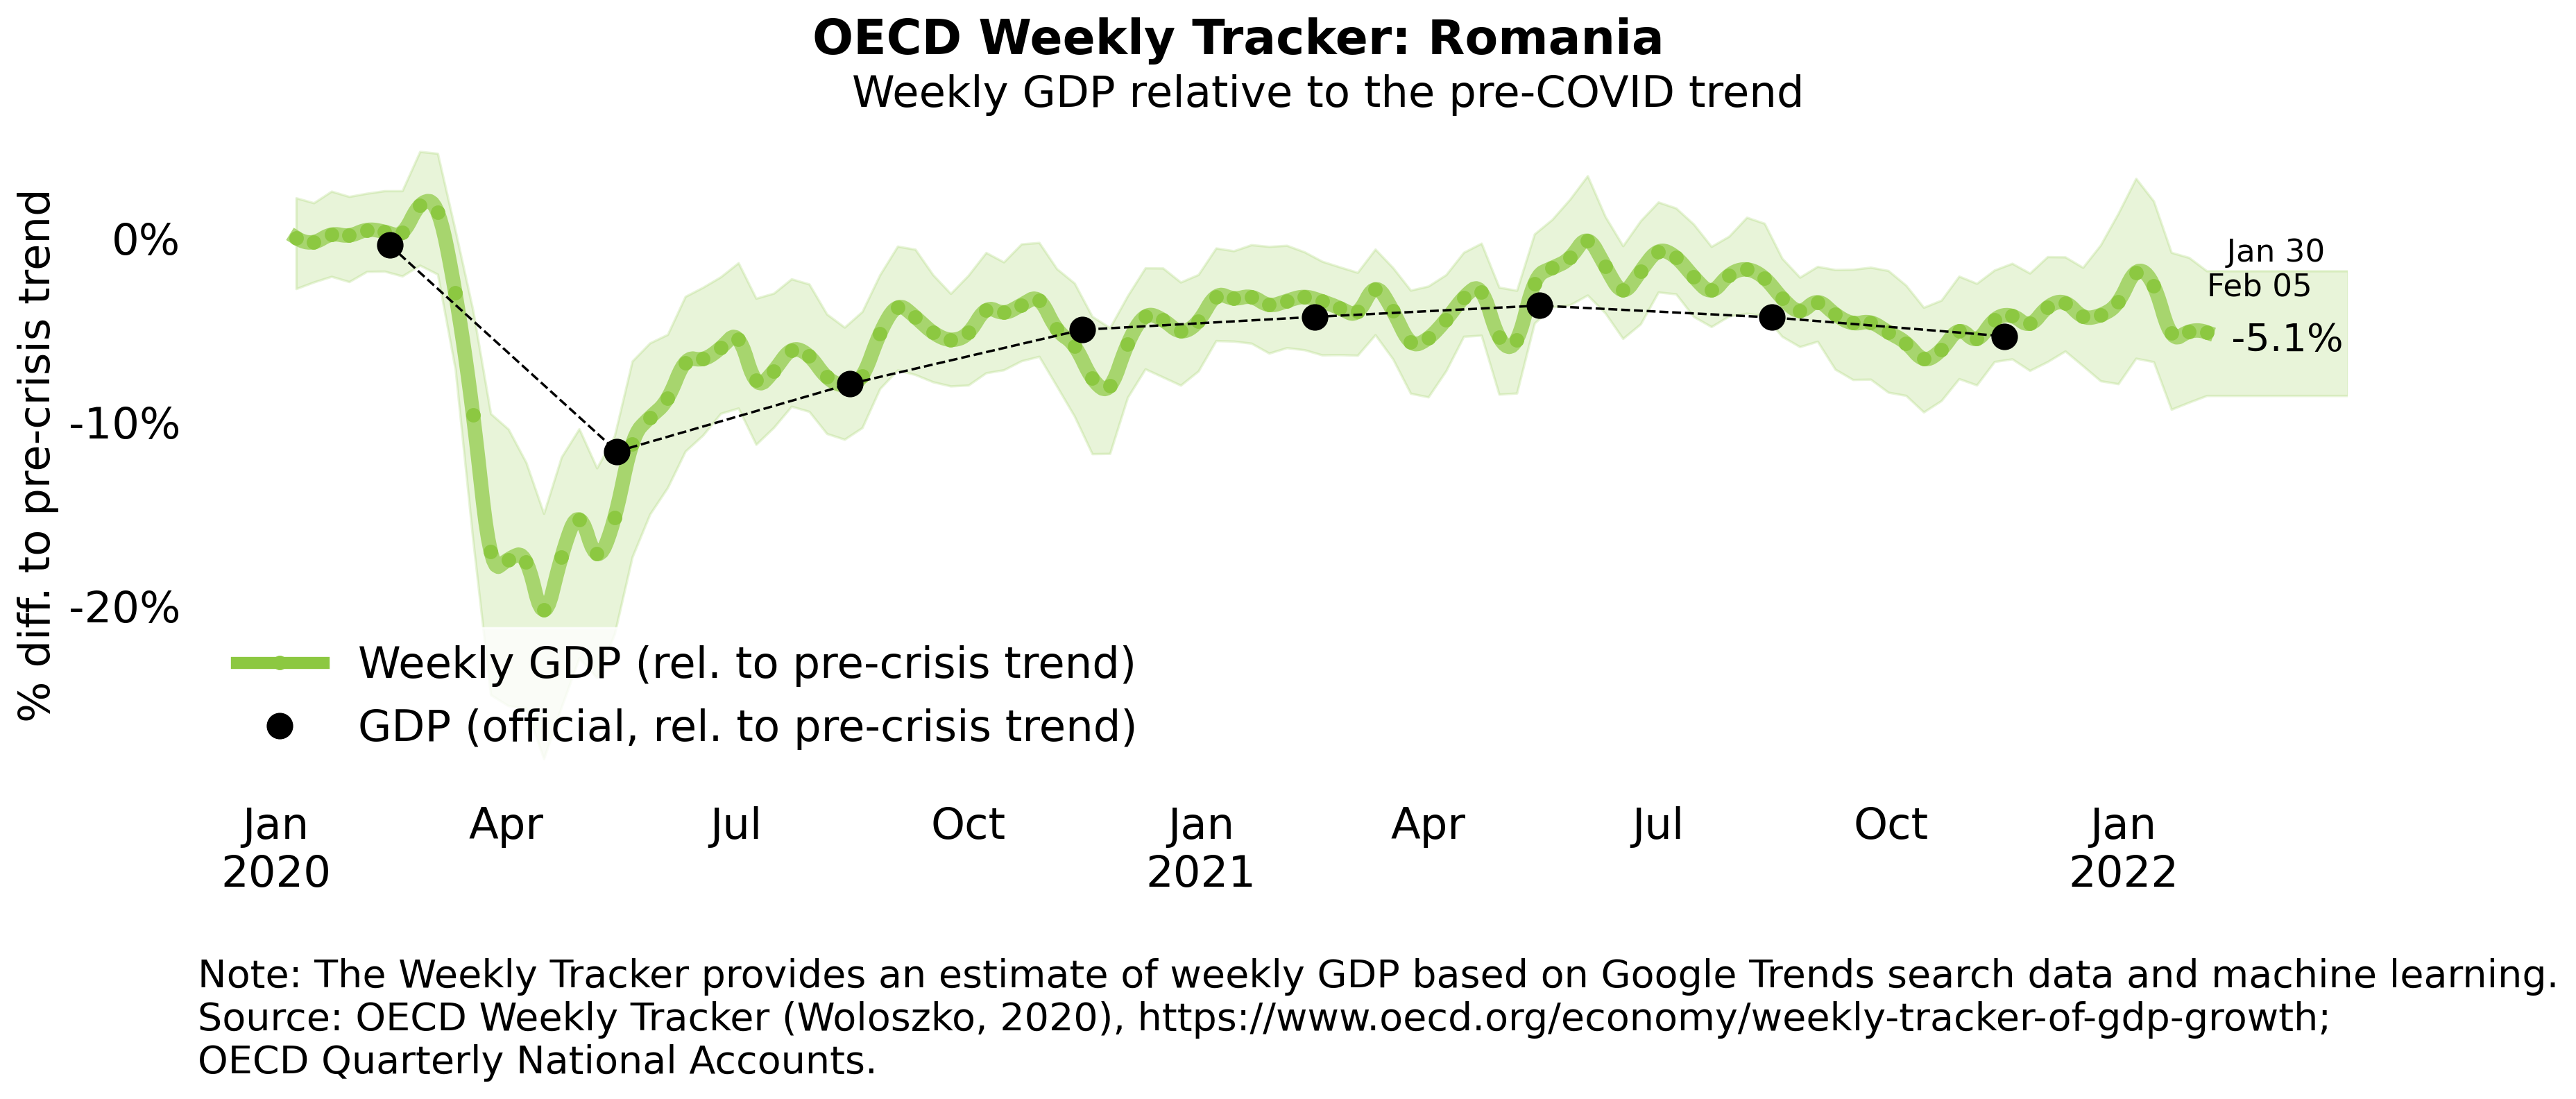 OECD Weekly Tracker: Romania
Weekly GDP relative to the pre-COVID trend
% diff. to pre-crisis trend
0%
-10%
-20%
Jan 30
Feb 05
-5.1%
Weekly GDP (rel. to pre-crisis trend)
GDP (official, rel. to pre-crisis trend)
Jan Apr Jul Oct Jan Apr Jul Oct Jan
2020 2021 2022
Note: The Weekly Tracker provides an estimate of weekly GDP based on Google Trends search data and machine learning.
Source: OECD Weekly Tracker (Woloszko, 2020), https://www.oecd.org/economy/weekly-tracker-of-gdp-growth;
OECD Quarterly National Accounts.